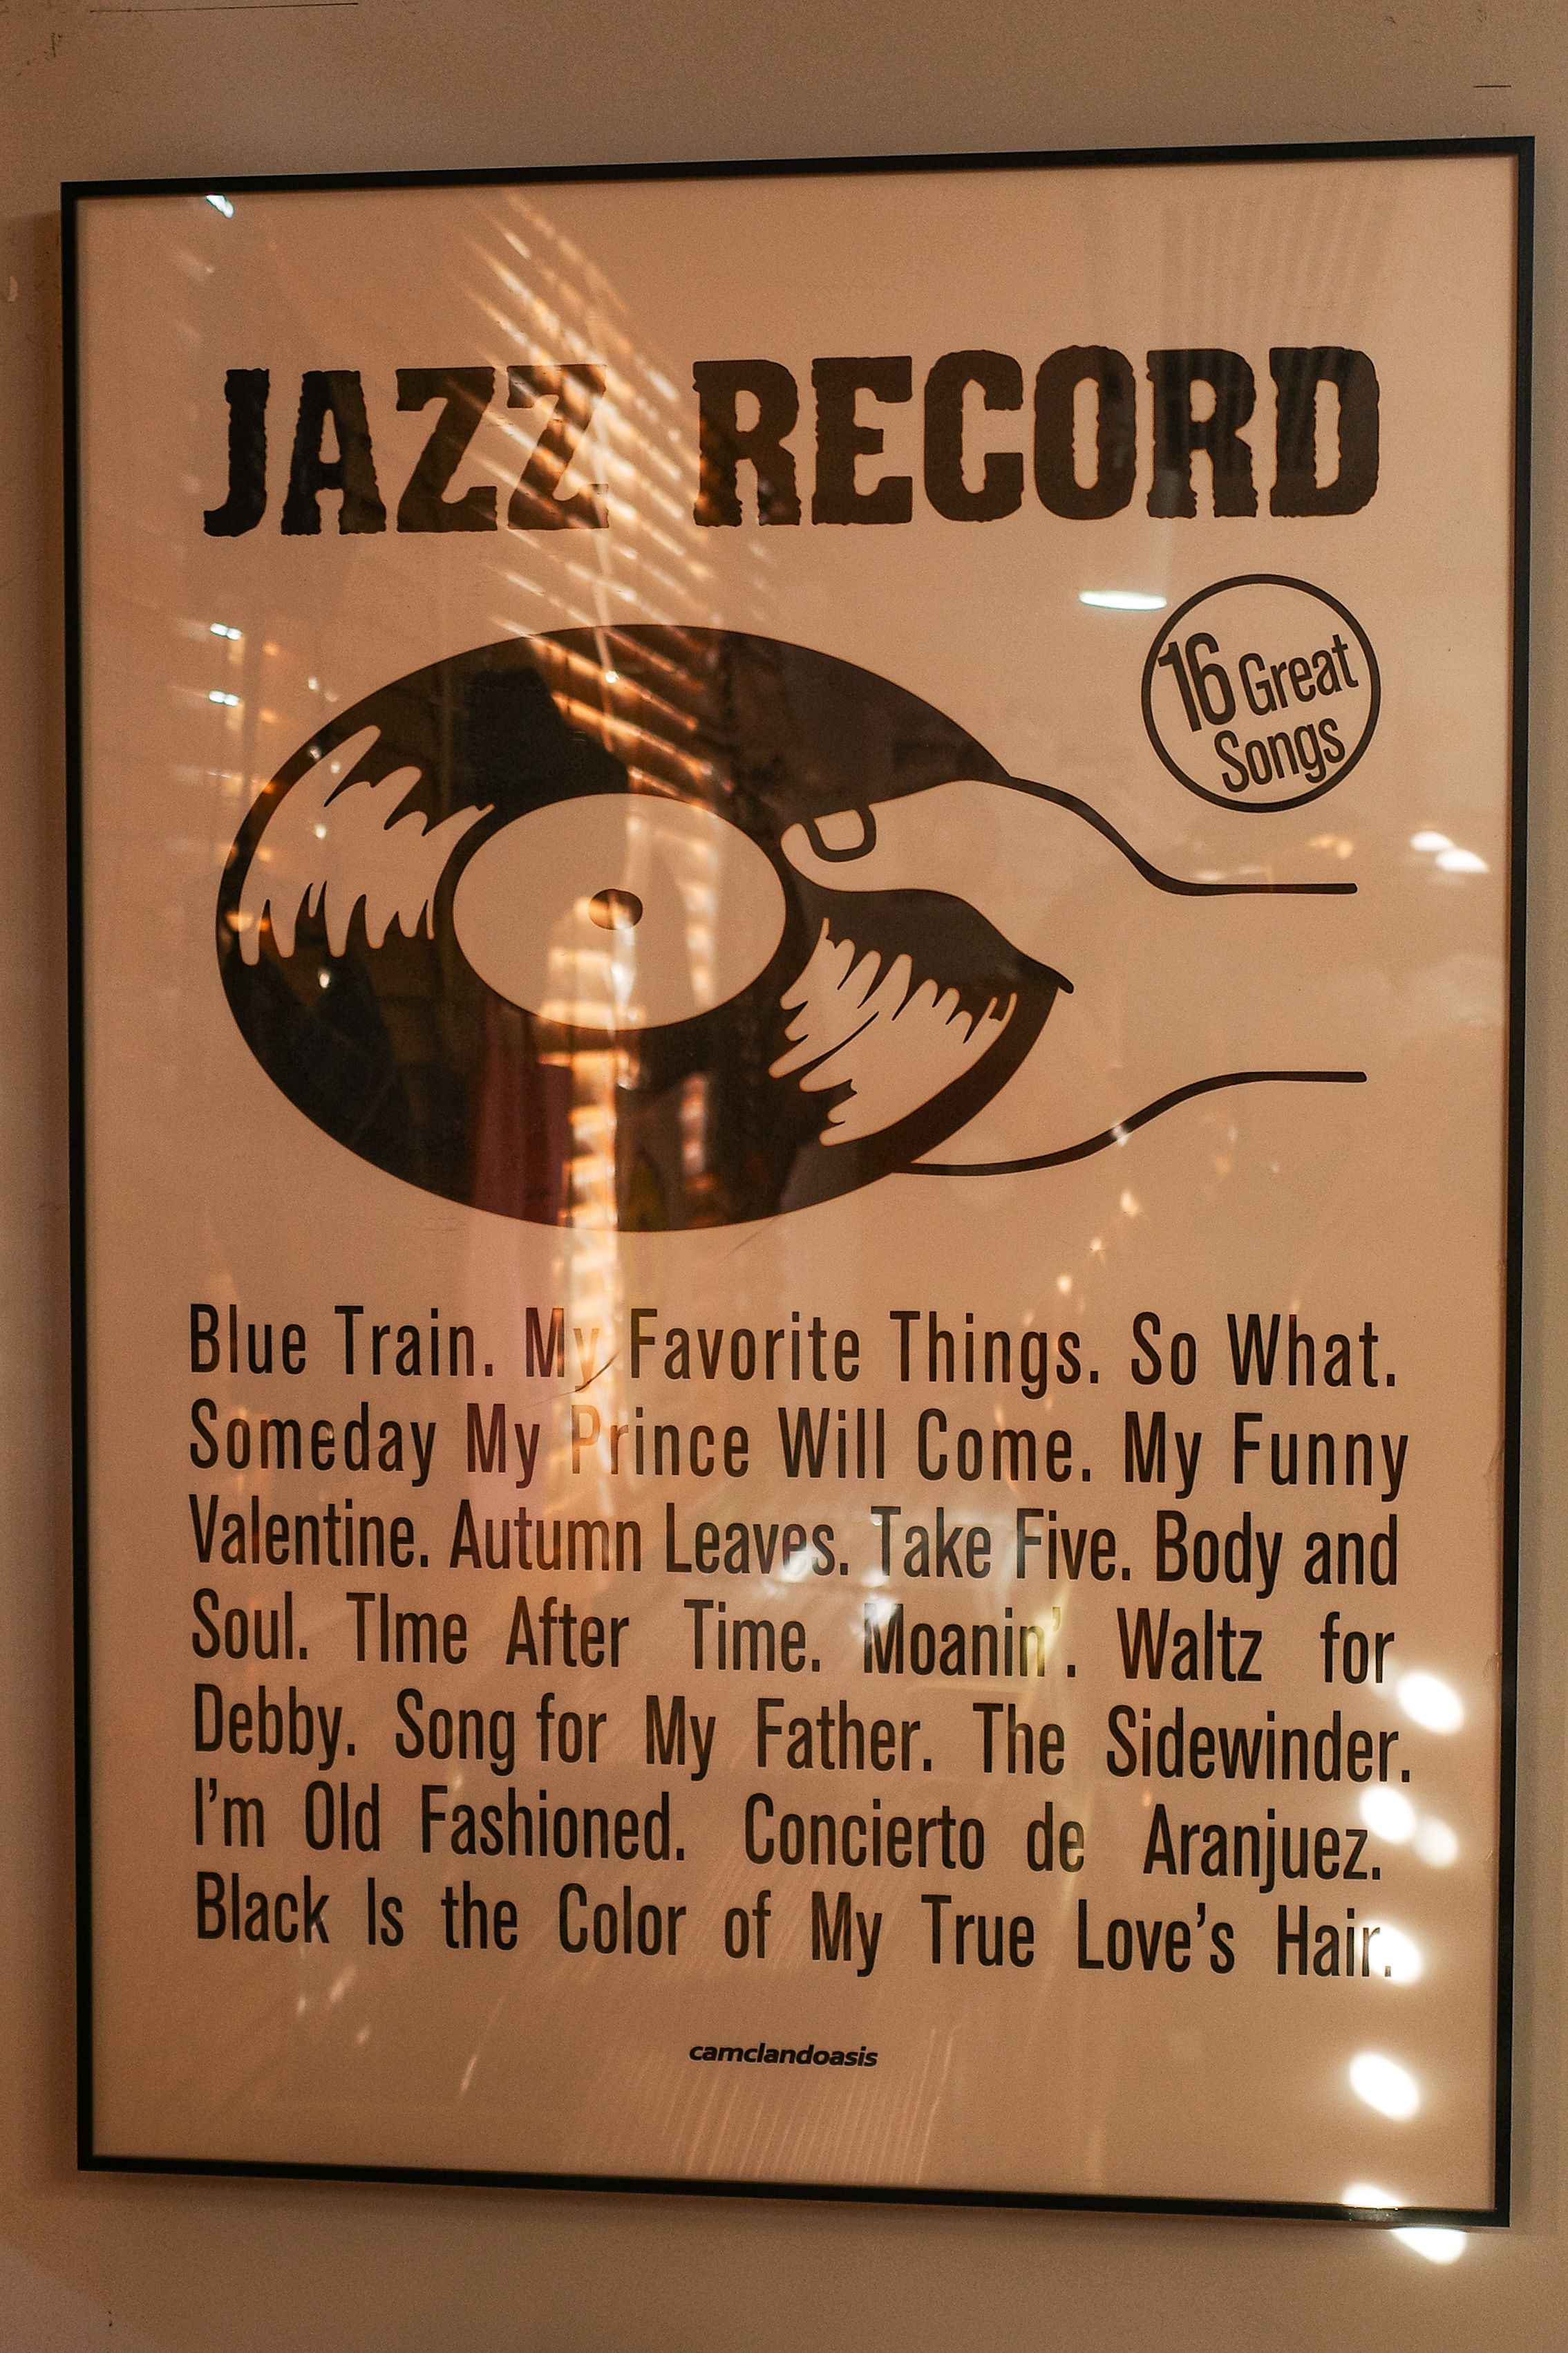 JAZZ RECORD
16 Great
Songs
Blue Train. My Favorite Things. So What.
Someday My Prince Will Come. My Funny
Valentine. Autumn Leaves. Take Five. Body and
Soul. TIme After Time. Moanin’. Waltz for
Debby. Song for My Father. The Sidewinder.
I’m Old Fashioned. Concierto de Aranjuez.
Black Is the Color of My True Love’s Hair.
camclandoasis